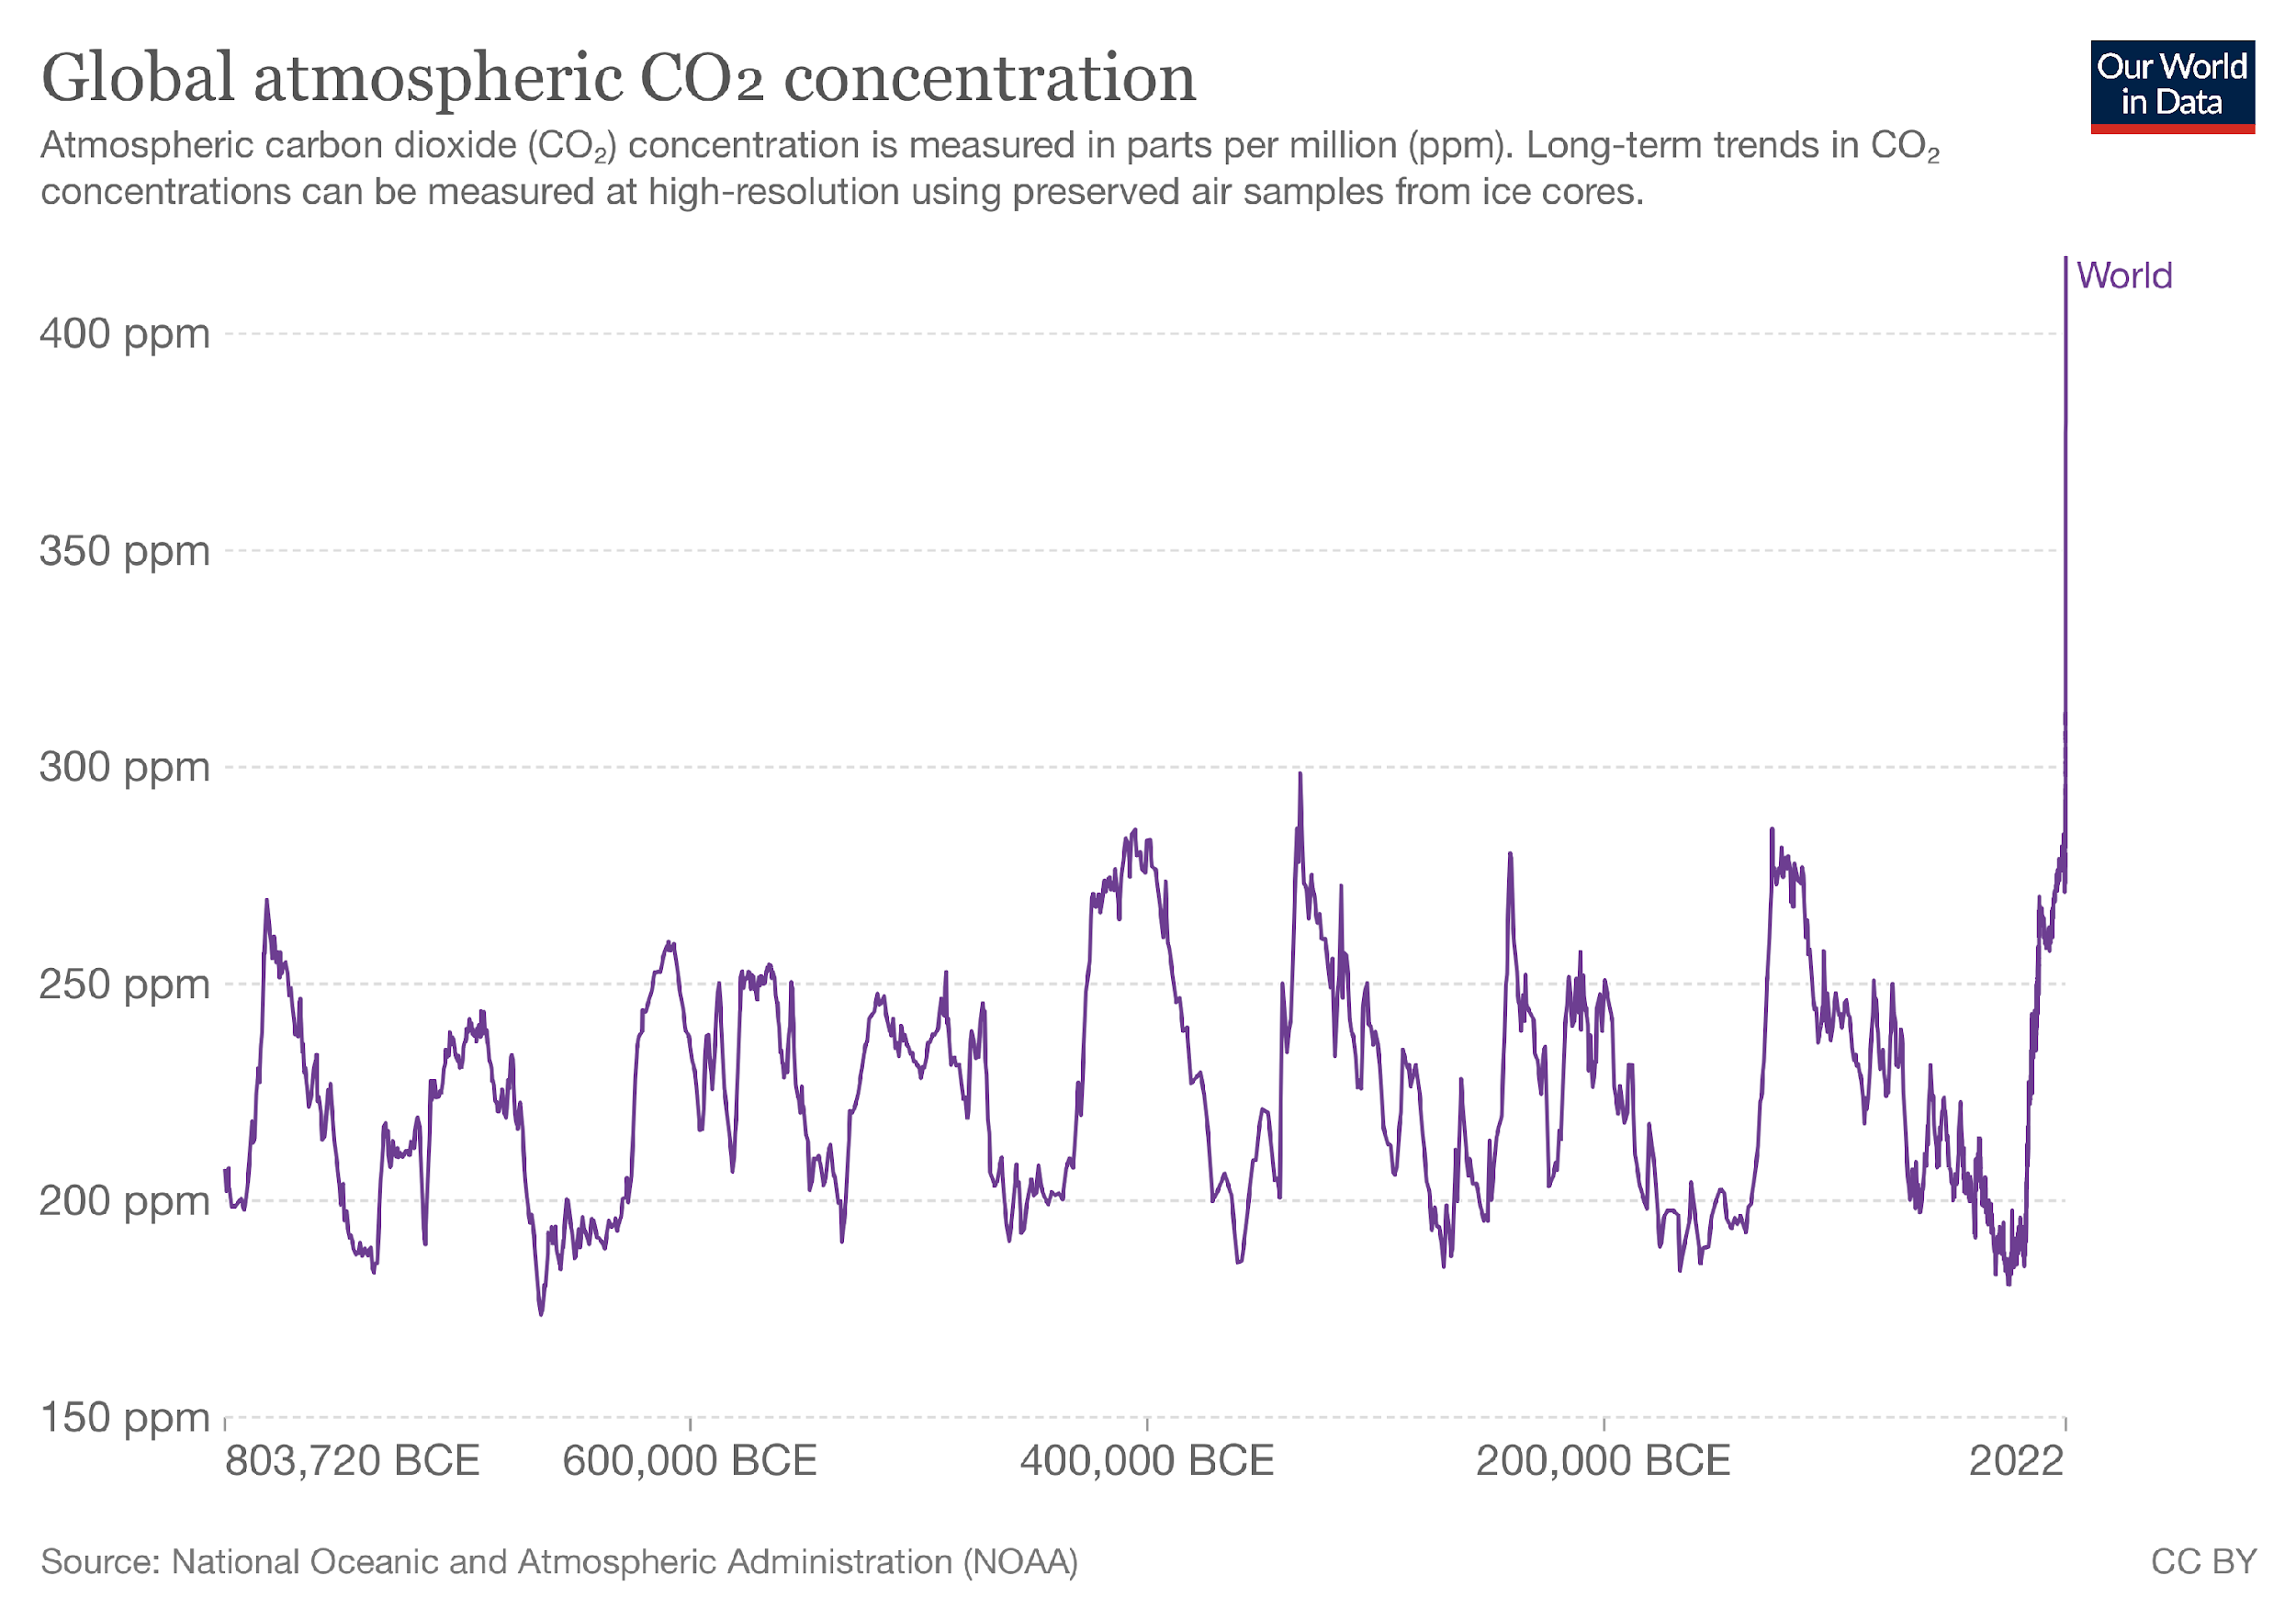 Global atmospheric CO2 concentration
Our World
in Data
Atmospheric carbon dioxide (CO₂) concentration is measured in parts per million (ppm). Long-term trends in CO₂
concentrations can be measured at high-resolution using preserved air samples from ice cores.
World
400 ppm
350 ppm
300 ppm
250 ppm
200 ppm
150 ppm
803,720 BCE
600,000 BCE
400,000 BCE
200,000 BCE
2022
Source: National Oceanic and Atmospheric Administration (NOAA)
CC BY